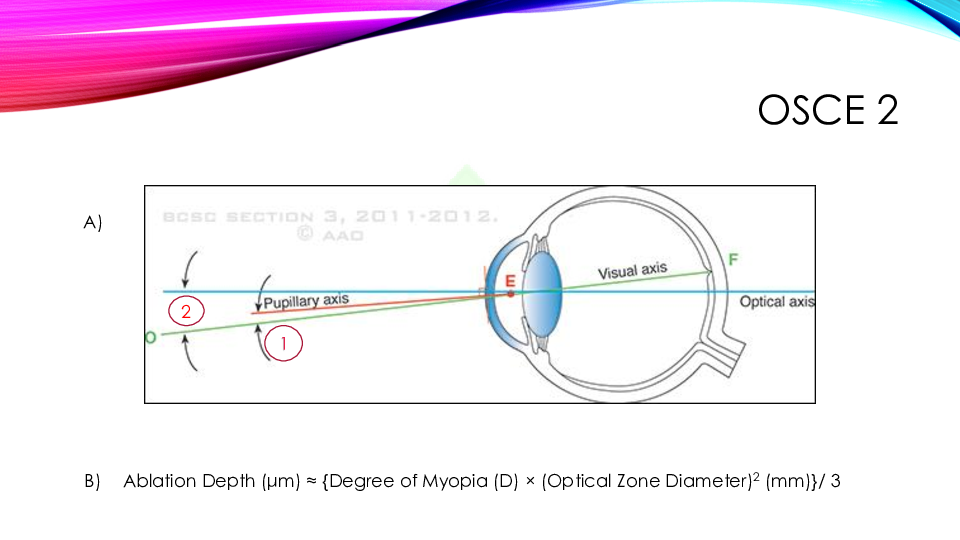 OSCE 2
A)
BCSC SECTION 3, 2011-2012.
© AAO
F
E
Visual axis
Pupillary axis
Optical axis
2
O
1
B) Ablation Depth (µm) ≈ {Degree of Myopia (D) × (Optical Zone Diameter)² (mm)}/ 3